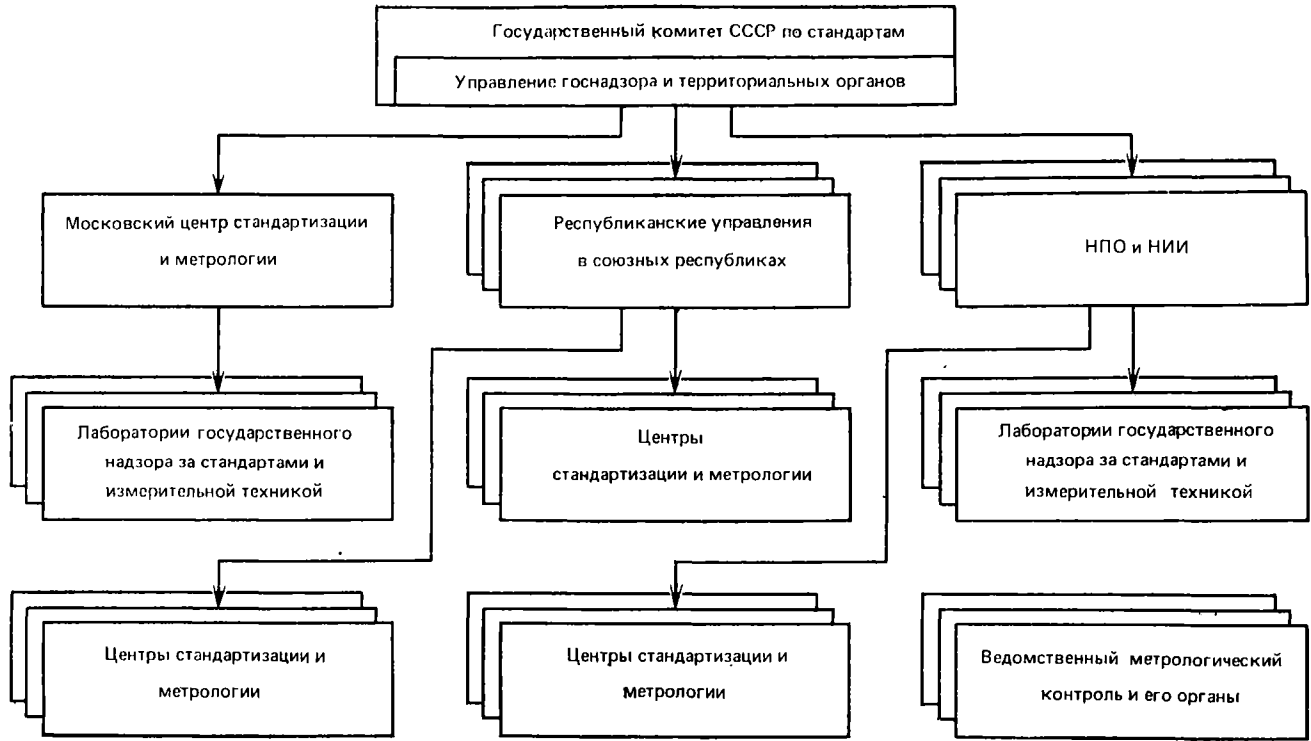 Государственный комитет СССР по стандартам
Управление госнадзора и территориальных органов
Московский центр стандартизации
и метрологии
Республиканские управления
в союзных республиках
НПО и НИИ
Лаборатории государственного
надзора за стандартами и
измерительной техникой
Центры
стандартизации и метрологии
Лаборатории государственного
надзора за стандартами и
измерительной техникой
Центры стандартизации и
метрологии
Центры стандартизации и
метрологии
Ведомственный метрологический
контроль и его органы